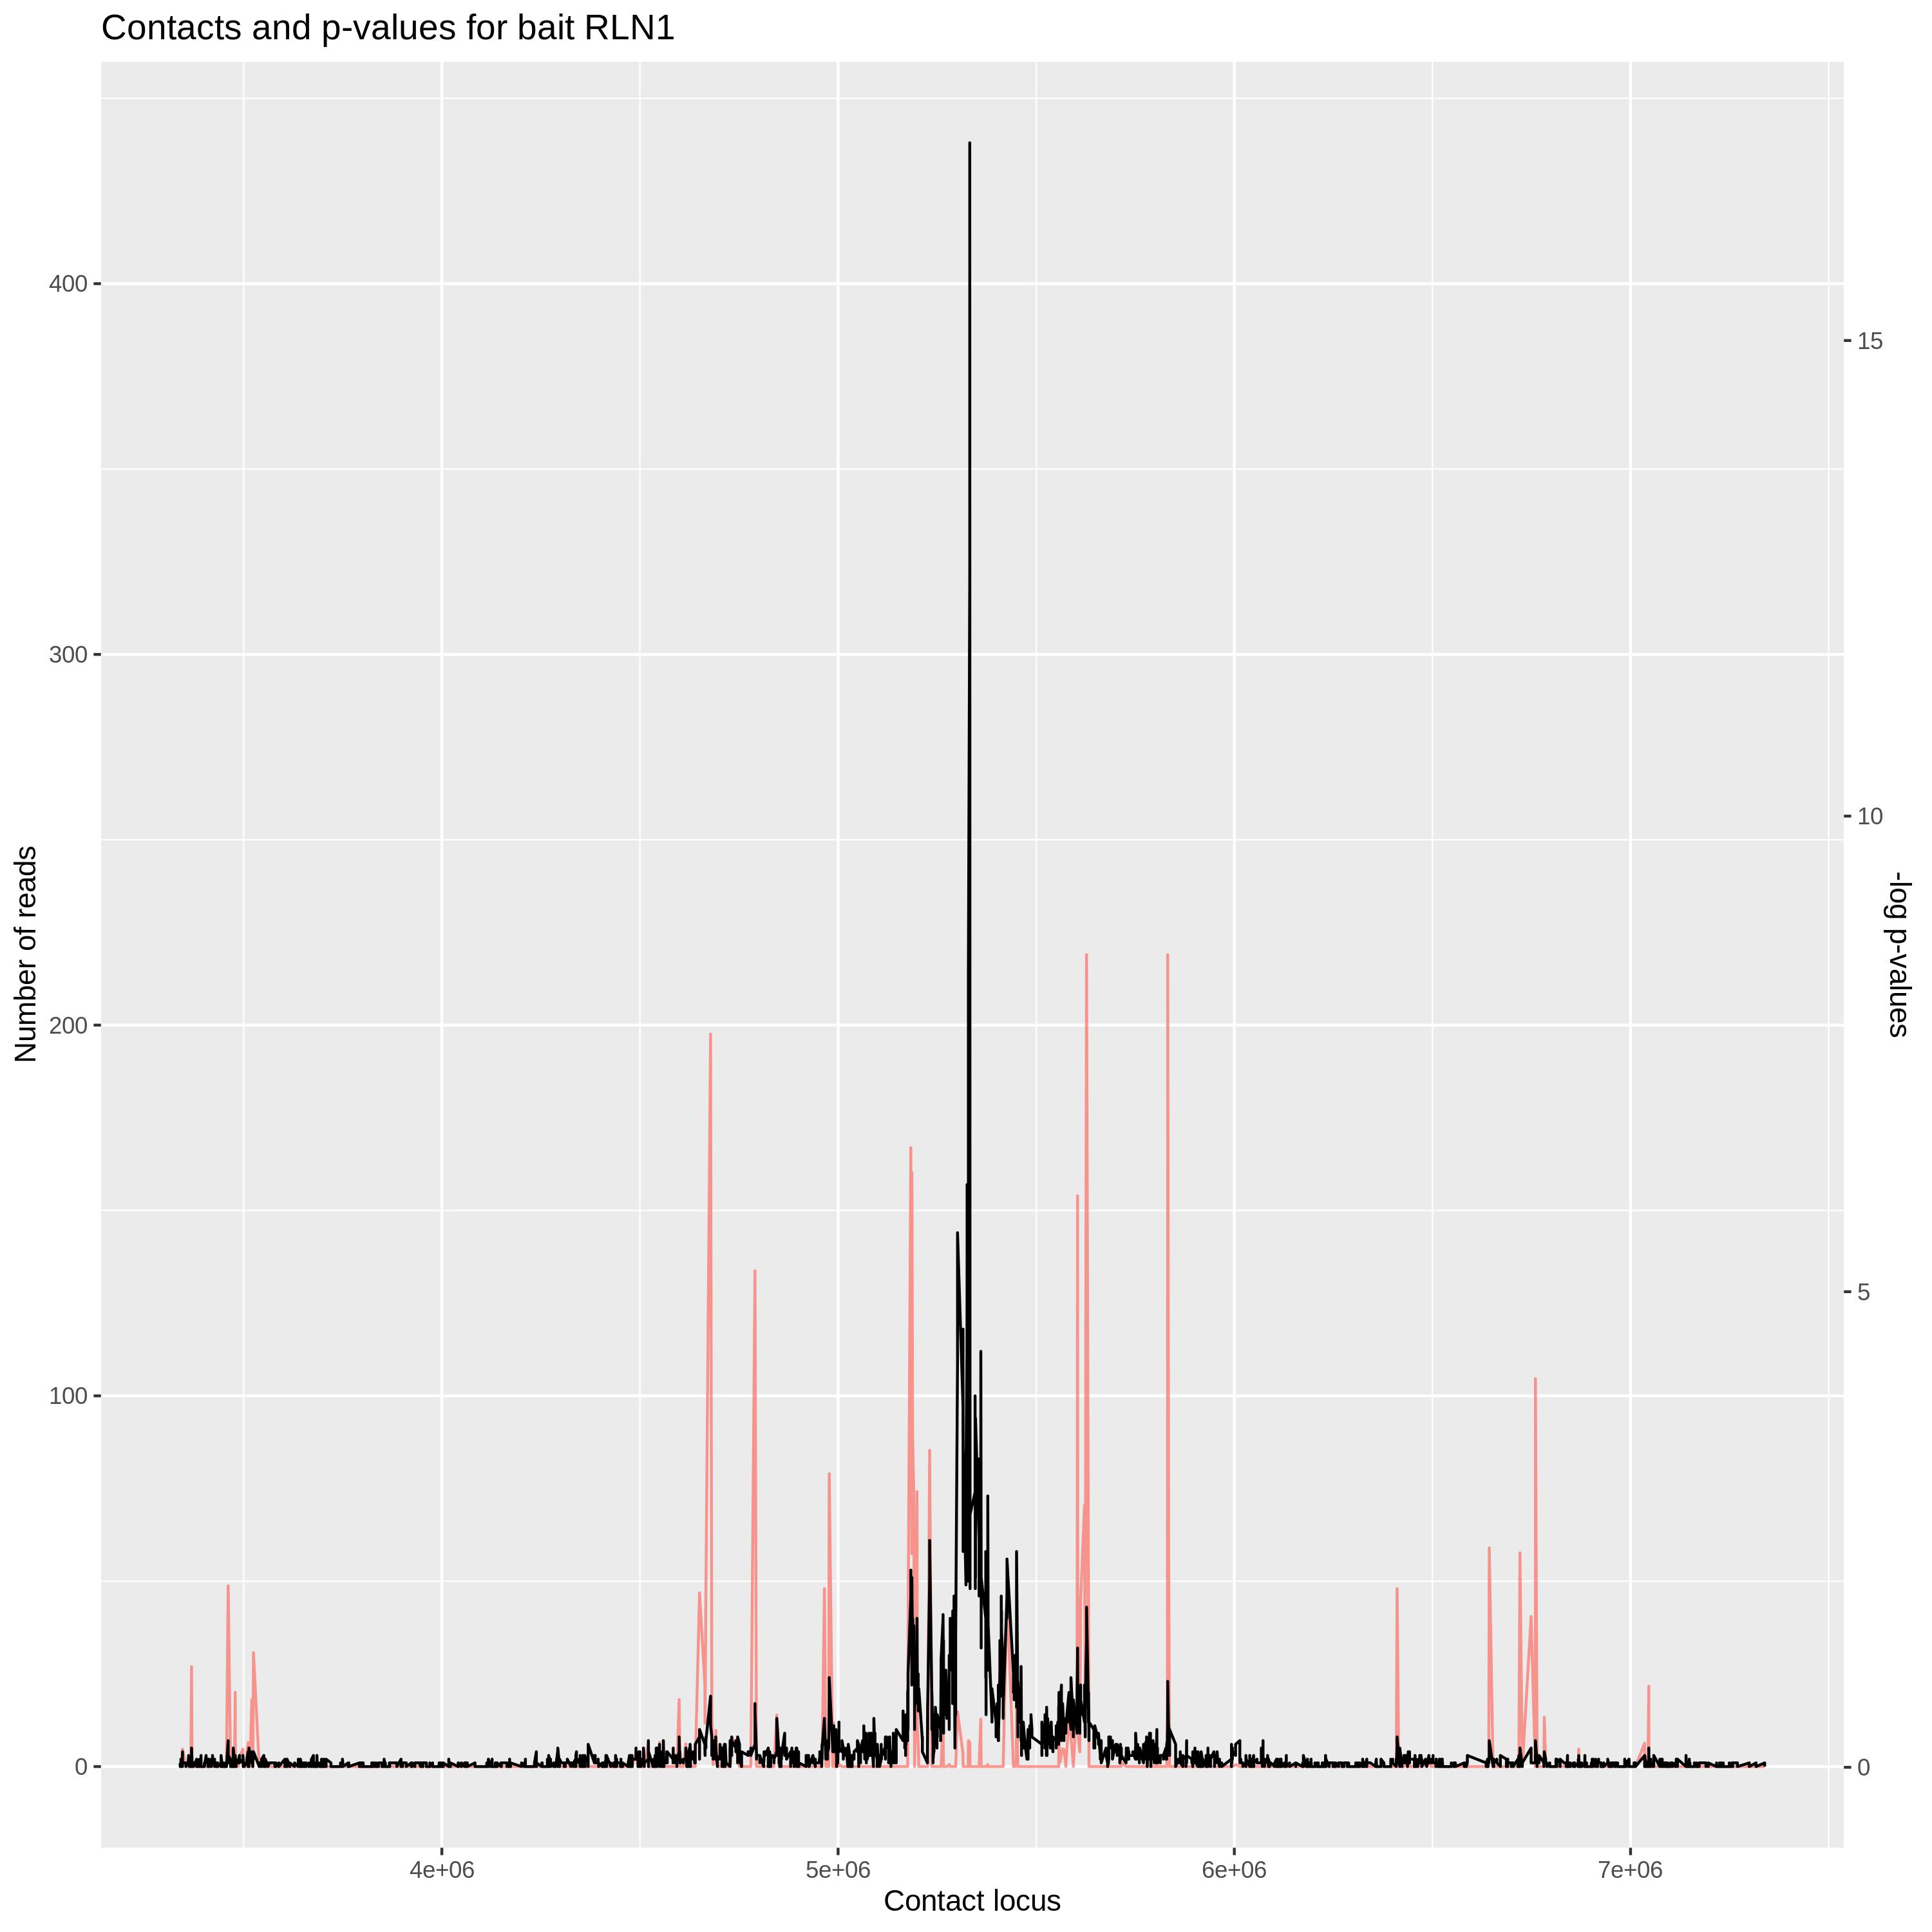 Contacts and p-values for bait RLN1
400
300
200
100
0
Number of reads
15
10
5
0
-log p-values
4e+06
5e+06
6e+06
7e+06
Contact locus